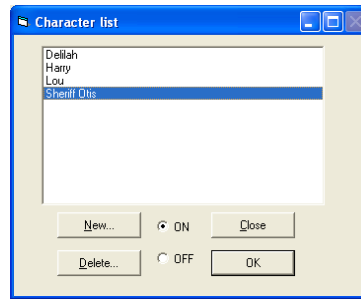 Character list
Delilah
Harry
Lou
Sheriff Otis
New... ON Close
Delete... OFF OK